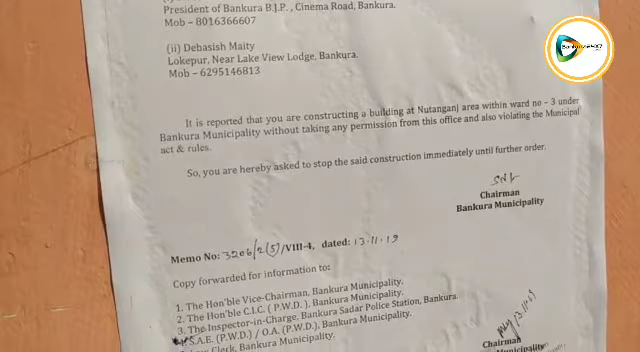 President of Bankura B.J.P. , Cinema Road, Bankura.
Mob – 8016366607
(ii) Debasish Maity
Lokepur, Near Lake View Lodge, Bankura.
Mob – 6295146813
It is reported that you are constructing a building at Nutanganj area within ward no – 3 under
Bankura Municipality without taking any permission from this office and also violating the Municipal
act & rules.
So, you are hereby asked to stop the said construction immediately until further order.
Chairman
Bankura Municipality
Memo No: 3206/2(5)/VIII-4, dated: 13.11.19
Copy forwarded for information to:
1. The Hon'ble Vice-Chairman, Bankura Municipality.
2. The Hon'ble C.I.C. ( P.W.D. ), Bankura Municipality.
3. The Inspector-in-Charge, Bankura Sadar Police Station, Bankura.
S.A.E. (P.W.D.) / O.A. (P.W.D.), Bankura Municipality.
Clerk, Bankura Municipality.
13.11.19
Chairman
Municipality